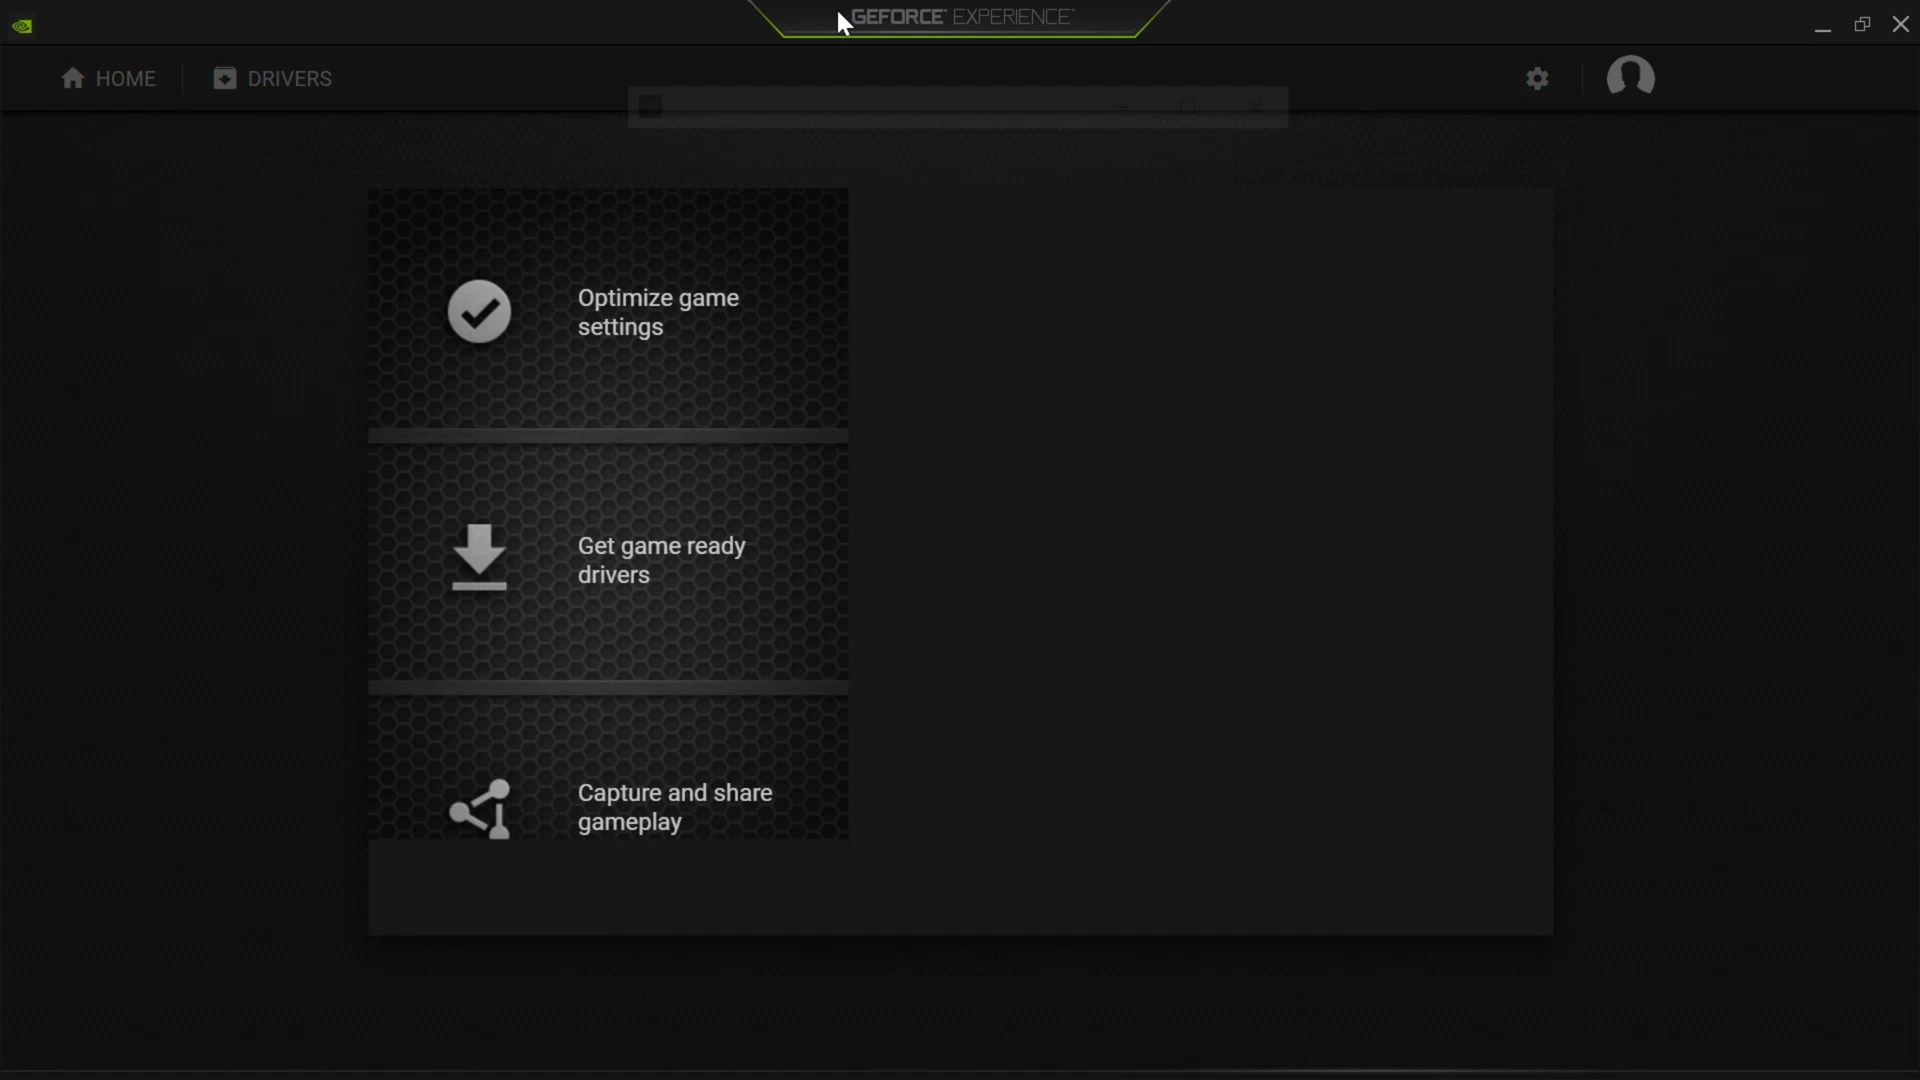 GEFORCE EXPERIENCE
HOME
DRIVERS
Optimize game
settings
Get game ready
drivers
Capture and share
gameplay